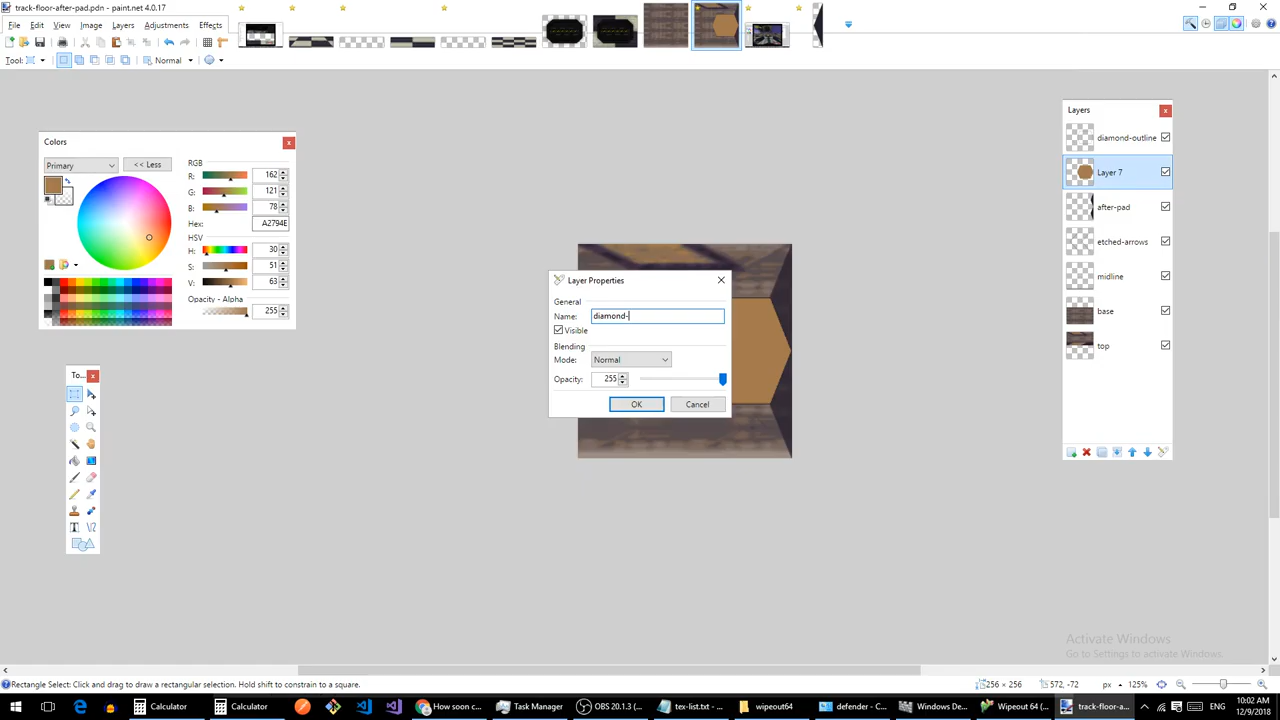 track-floor-after-pad.pdn - paint.net 4.0.17
Edit View Image Layers Adjustments Effects
Normal
Colors
Primary
<< Less
RGB
R: 162
G: 121
B: 78
Hex: A2794E
HSV
H: 30
S: 51
V: 63
Opacity - Alpha
255
To...
Layer Properties
General
Name: diamond-
Visible
Blending
Mode: Normal
Opacity: 255
OK Cancel
Layers
diamond-outline
Layer 7
after-pad
etched-arrows
midline
base
top
Activate Windows
Go to Settings to activate Windows.
Rectangle Select: Click and drag to draw a rectangular selection. Hold shift to constrain to a square.
256 × 256
572, -72
px
125%
Calculator
Calculator
How soon c...
Task Manager
OBS 20.1.3 (...
tex-list.txt - ...
wipeout64
defender - C...
Windows De...
Wipeout 64 (...
track-floor-a...
10:02 AM
12/9/2018